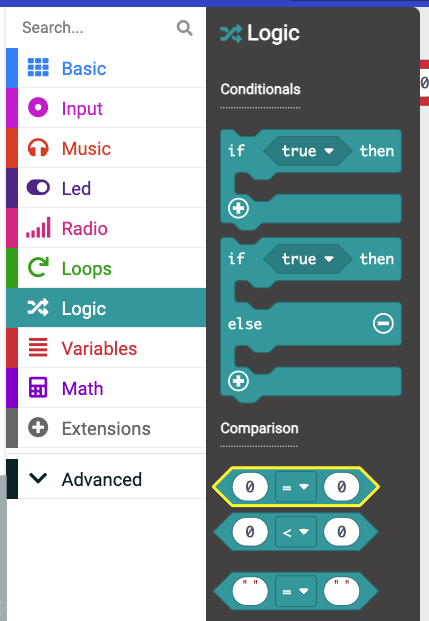 Search...
Basic
Input
Music
Led
Radio
Loops
Logic
Variables
Math
Extensions
Advanced
Logic
Conditionals
if true then
if true then
else
Comparison
0 = 0
0 < 0
" " = " "
0